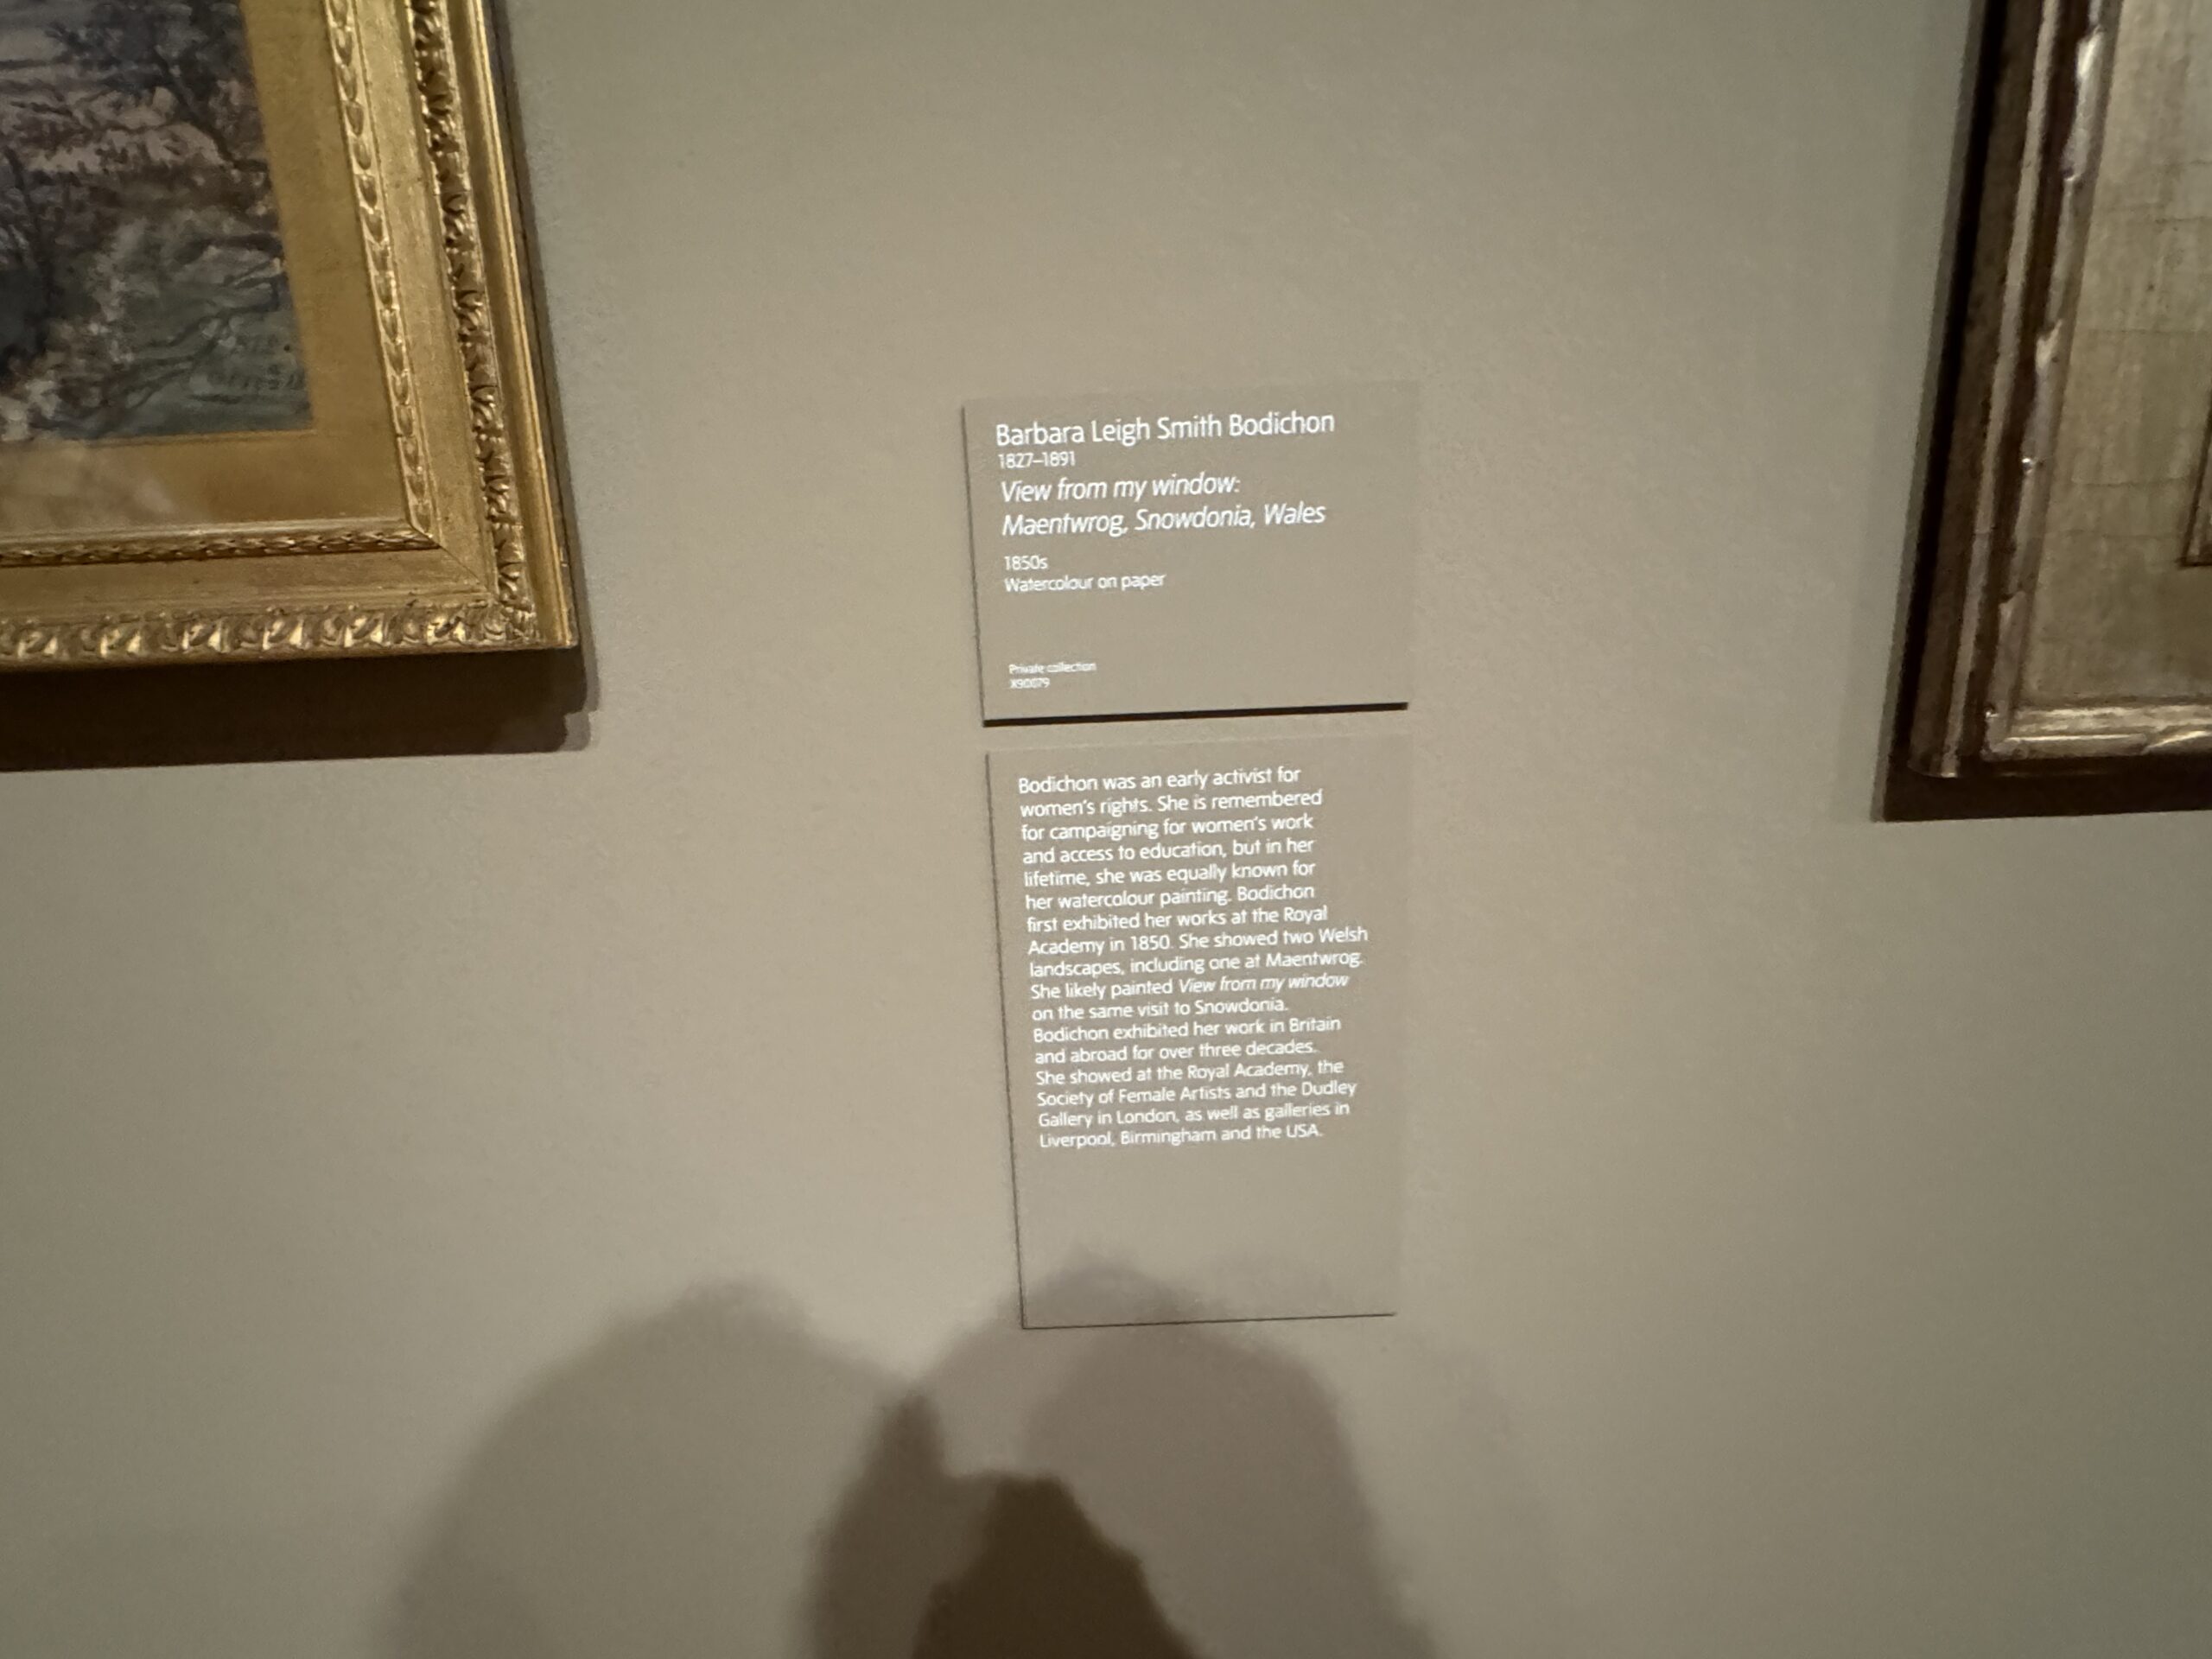 Barbara Leigh Smith Bodichon
1827–1891
View from my window:
Maentwrog, Snowdonia, Wales
1850s
Watercolour on paper
Private collection
X90079
Bodichon was an early activist for
women's rights. She is remembered
for campaigning for women's work
and access to education, but in her
lifetime, she was equally known for
her watercolour painting. Bodichon
first exhibited her works at the Royal
Academy in 1850. She showed two Welsh
landscapes, including one at Maentwrog.
She likely painted View from my window
on the same visit to Snowdonia.
Bodichon exhibited her work in Britain
and abroad for over three decades.
She showed at the Royal Academy, the
Society of Female Artists and the Dudley
Gallery in London, as well as galleries in
Liverpool, Birmingham and the USA.